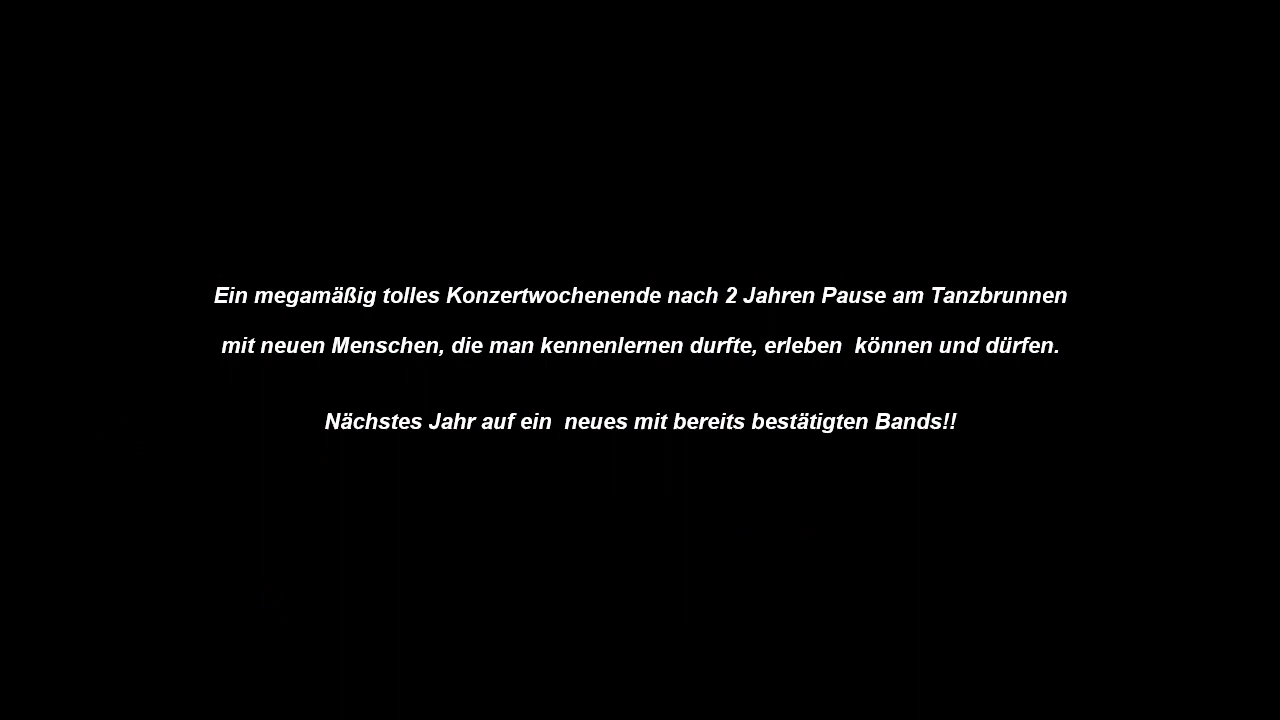 Ein megamäßig tolles Konzertwochenende nach 2 Jahren Pause am Tanzbrunnen
mit neuen Menschen, die man kennenlernen durfte, erleben  können und dürfen.
Nächstes Jahr auf ein  neues mit bereits bestätigten Bands!!